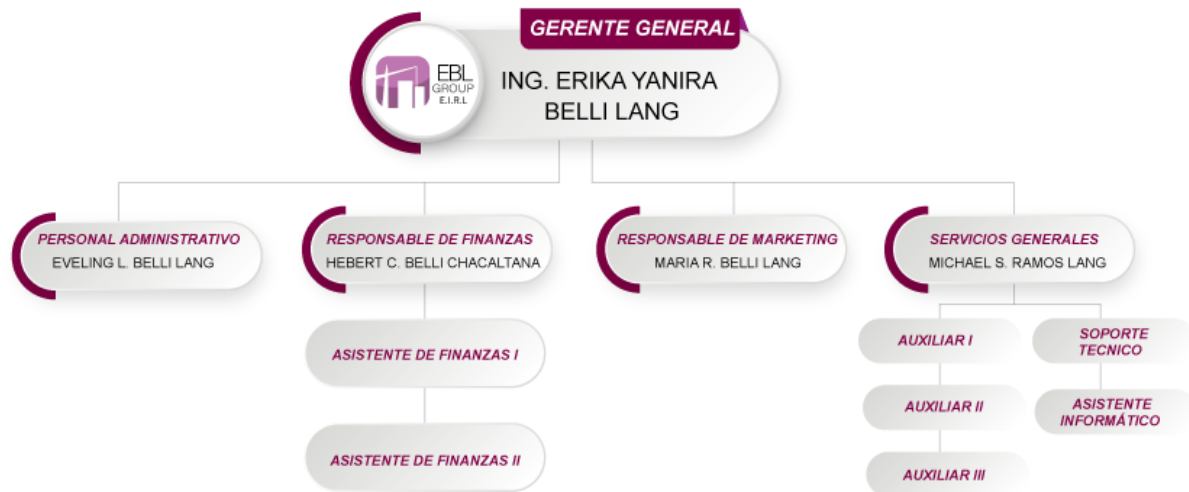 GERENTE GENERAL
EBL
GROUP
E.I.R.L
ING. ERIKA YANIRA
BELLI LANG
PERSONAL ADMINISTRATIVO
EVELING L. BELLI LANG
RESPONSABLE DE FINANZAS
HEBERT C. BELLI CHACALTANA
RESPONSABLE DE MARKETING
MARIA R. BELLI LANG
SERVICIOS GENERALES
MICHAEL S. RAMOS LANG
ASISTENTE DE FINANZAS I
ASISTENTE DE FINANZAS II
AUXILIAR I
AUXILIAR II
AUXILIAR III
SOPORTE
TECNICO
ASISTENTE
INFORMÁTICO